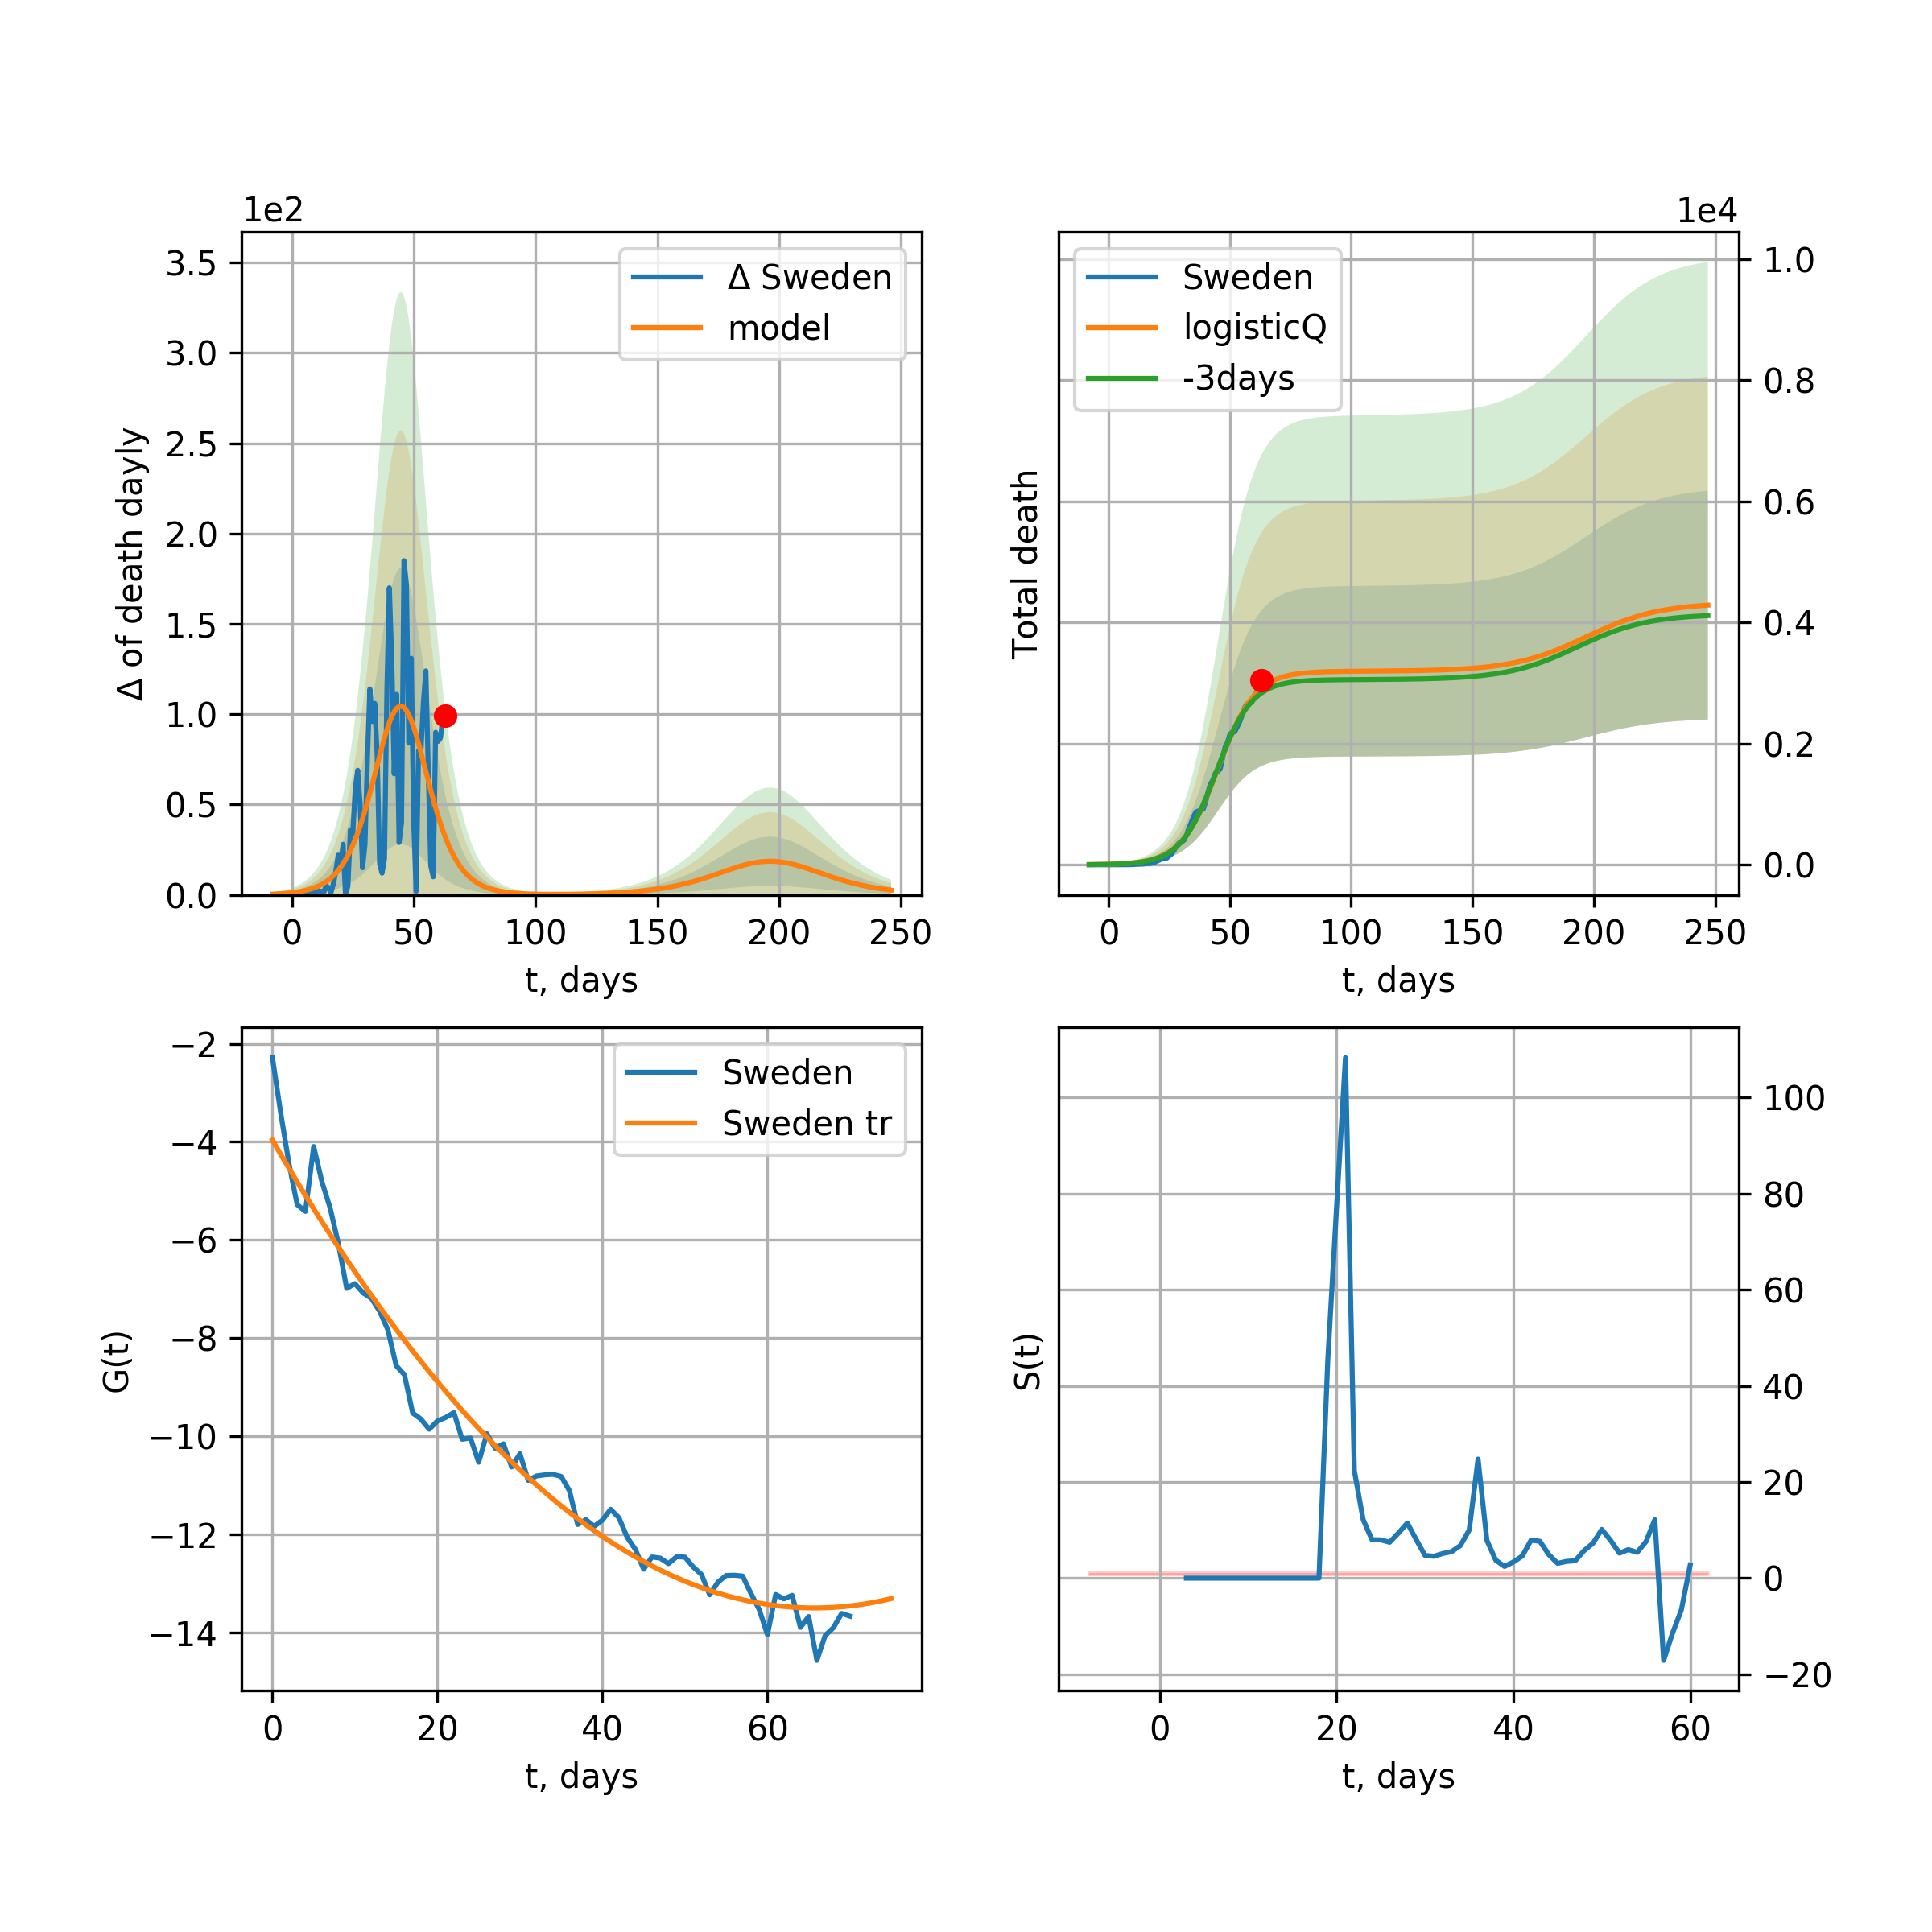 1e2
3.5
3.0
2.5
2.0
1.5
1.0
0.5
0.0
Δ of death dayly
0 50 100 150 200 250
t, days
Δ Sweden
model
1e4
1.0
0.8
0.6
0.4
0.2
0.0
Total death
0 50 100 150 200 250
t, days
Sweden
logisticQ
-3days
−2
−4
−6
−8
−10
−12
−14
G(t)
0 20 40 60
t, days
Sweden
Sweden tr
100
80
60
40
20
0
−20
S(t)
0 20 40 60
t, days